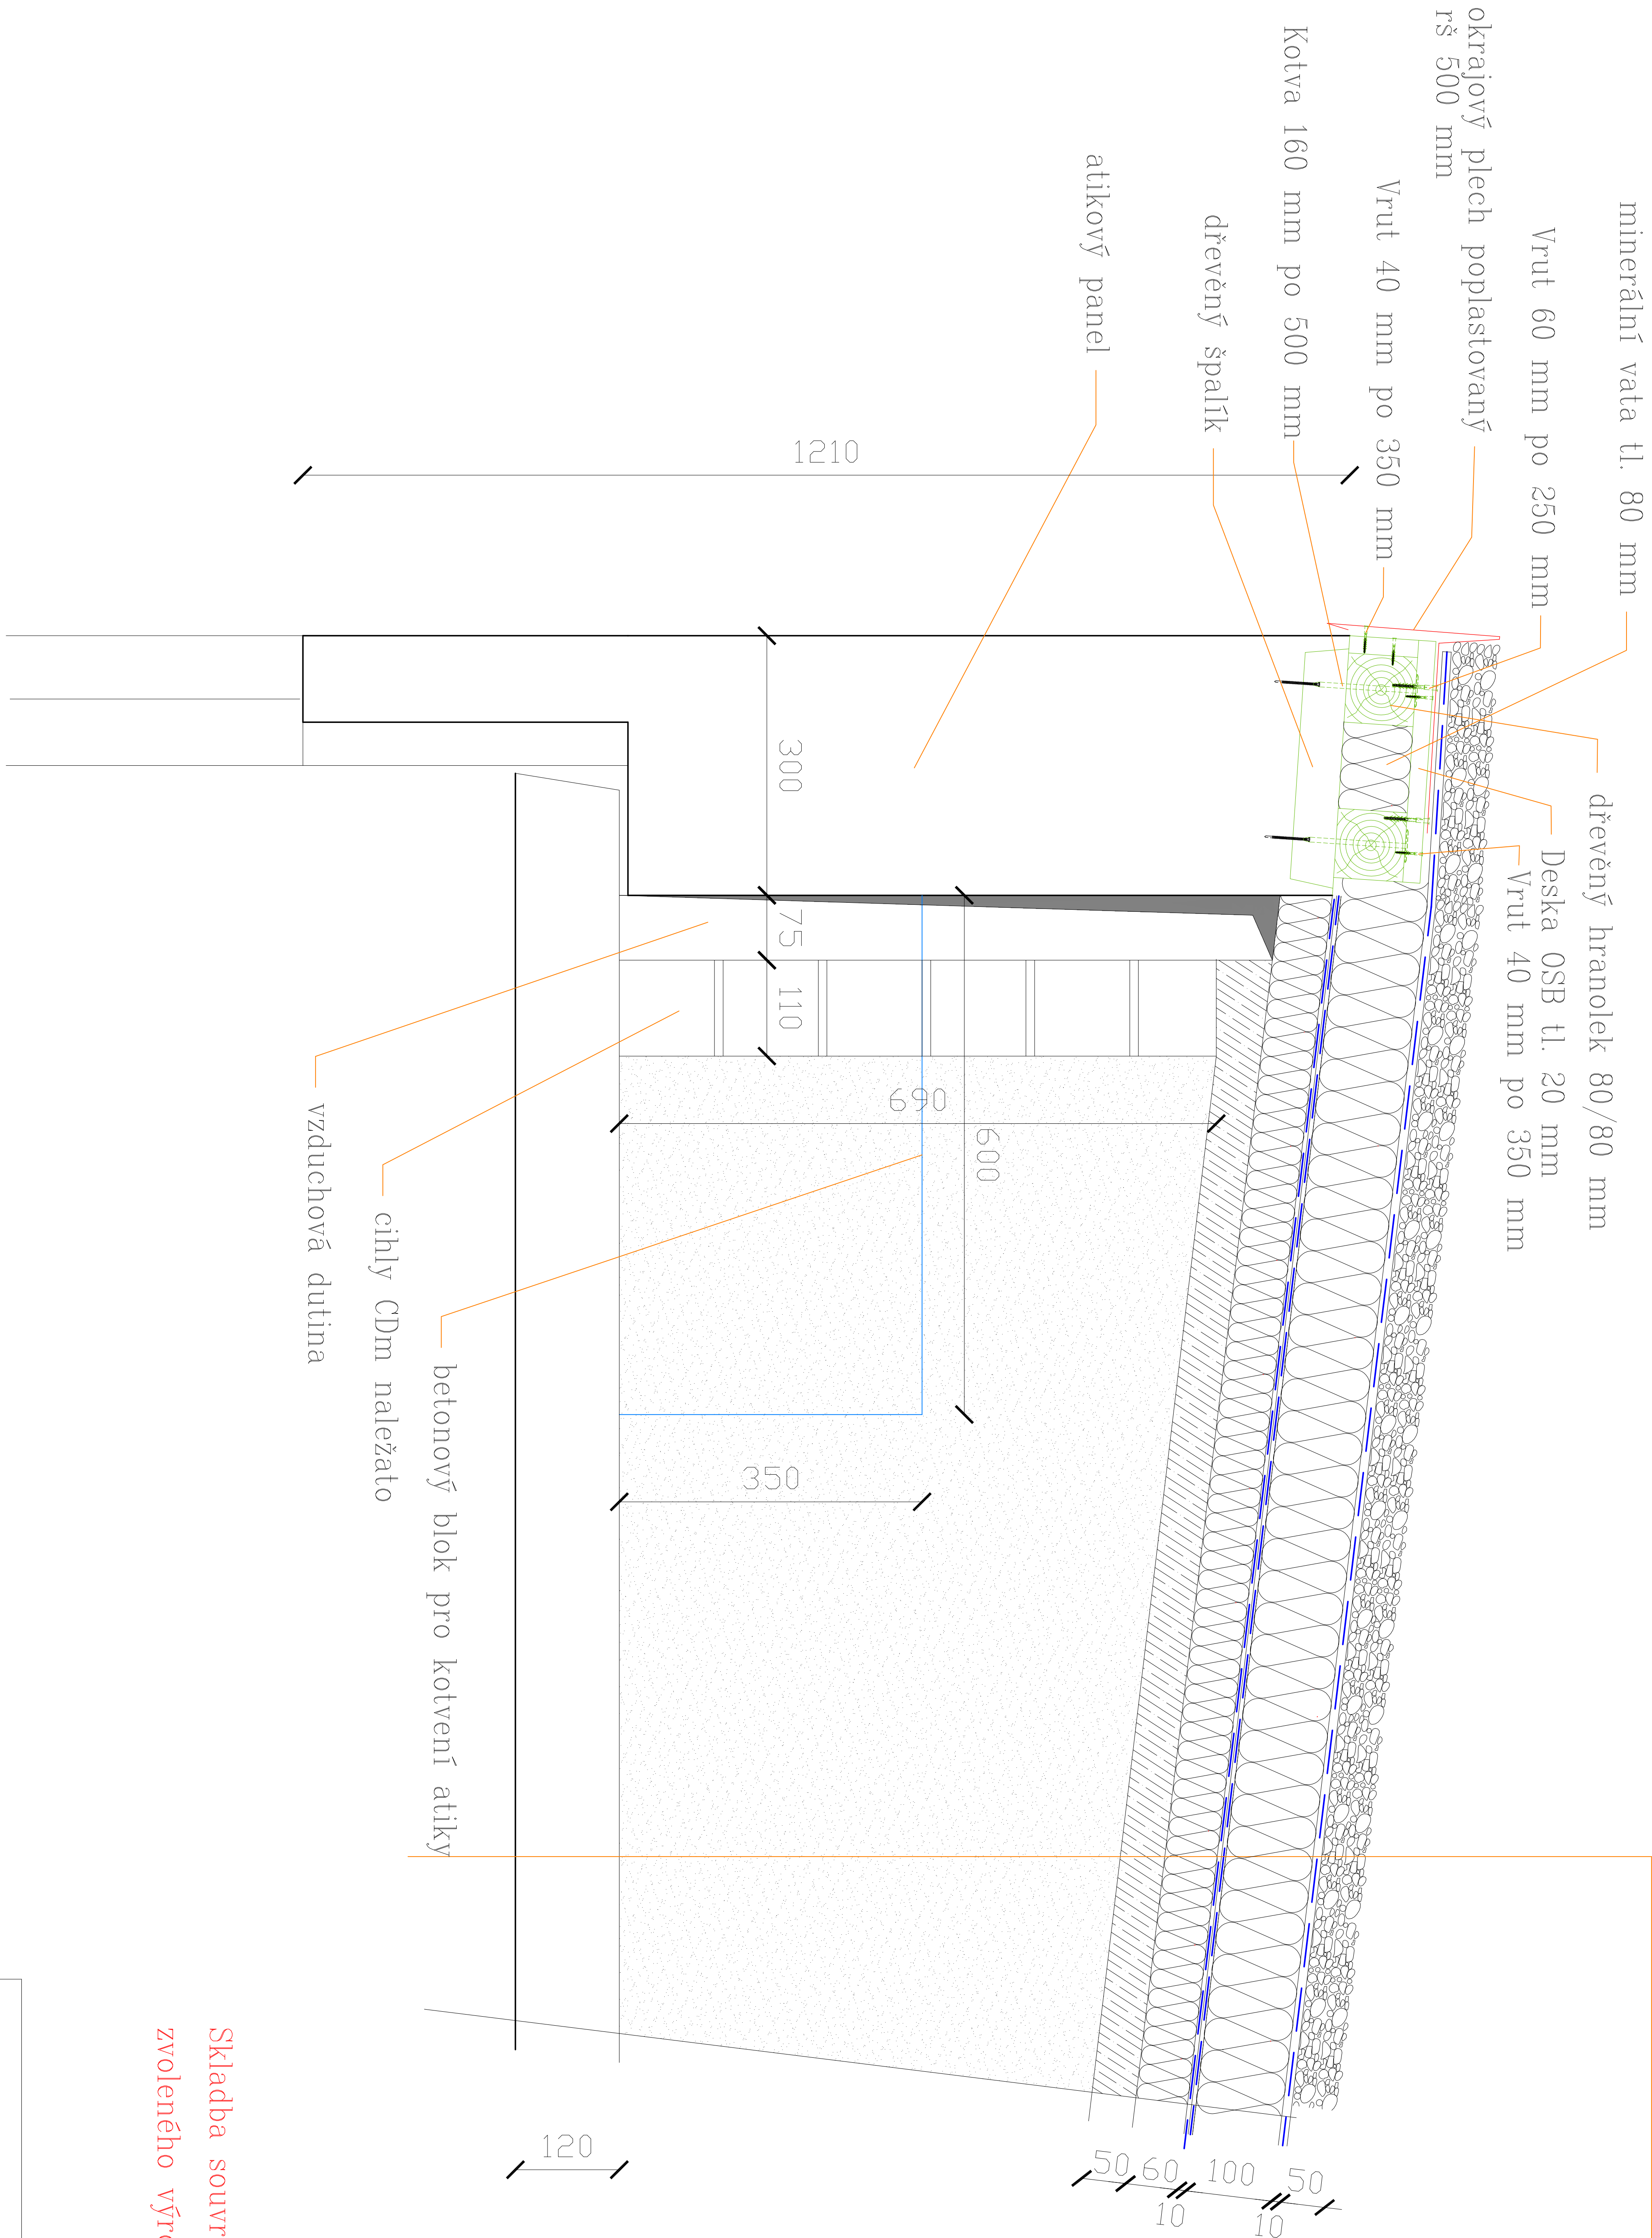 minerální vata tl. 80 mm
Vrut 60 mm po 250 mm
okrajový plech poplastovaný
rš 500 mm
Vrut 40 mm po 350 mm
Kotva 160 mm po 500 mm
dřevěný špalík
atikový panel
dřevěný hranolek 80/80 mm
Deska OSB tl. 20 mm
Vrut 40 mm po 350 mm
1210
300
75
110
690
600
350
120
50
60
10
100
10
50
betonový blok pro kotvení atiky
cihly CDm naležato
vzduchová dutina
Skladba souvr
zvoleného